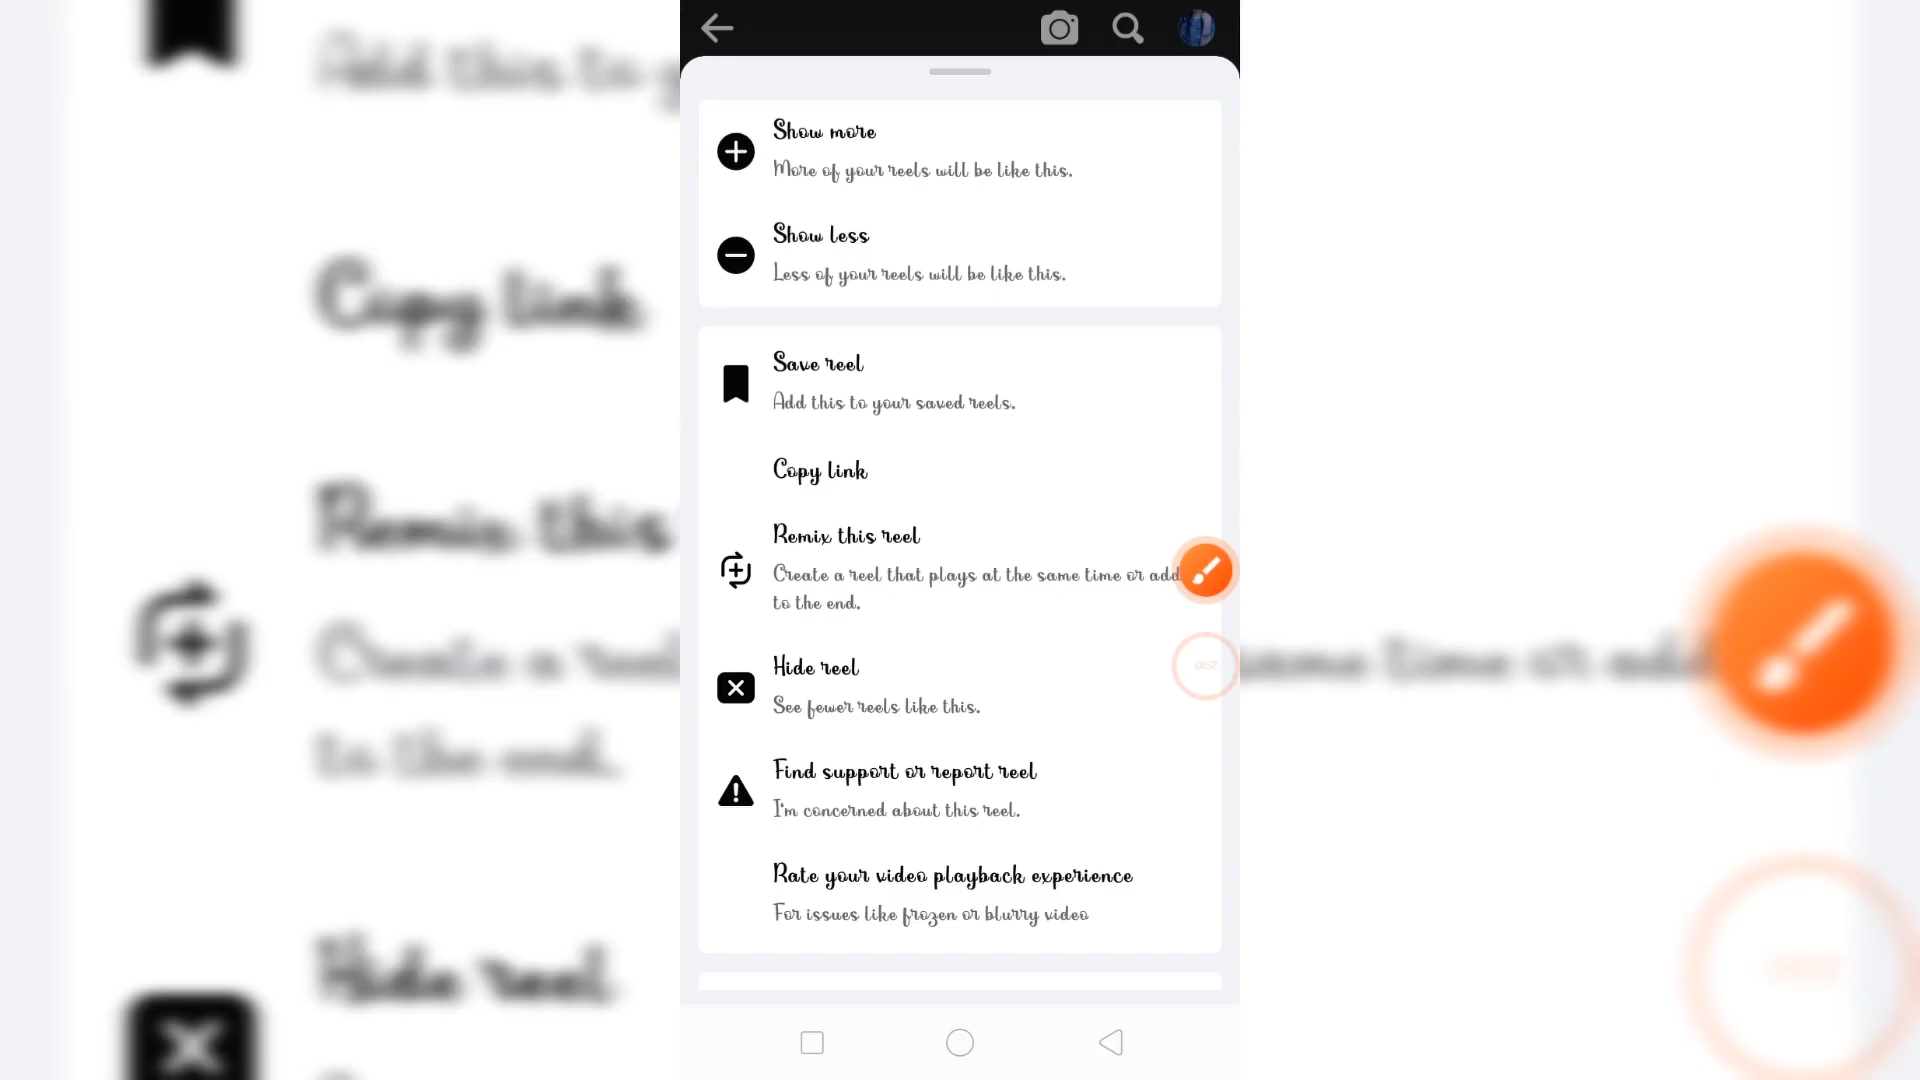 Show more
More of your reels will be like this.
Show less
Less of your reels will be like this.
Save reel
Add this to your saved reels.
Copy link
Remix this reel
Create a reel that plays at the same time or add
to the end.
Hide reel
See fewer reels like this.
01:52
Find support or report reel
I'm concerned about this reel.
Rate your video playback experience
For issues like frozen or blurry video